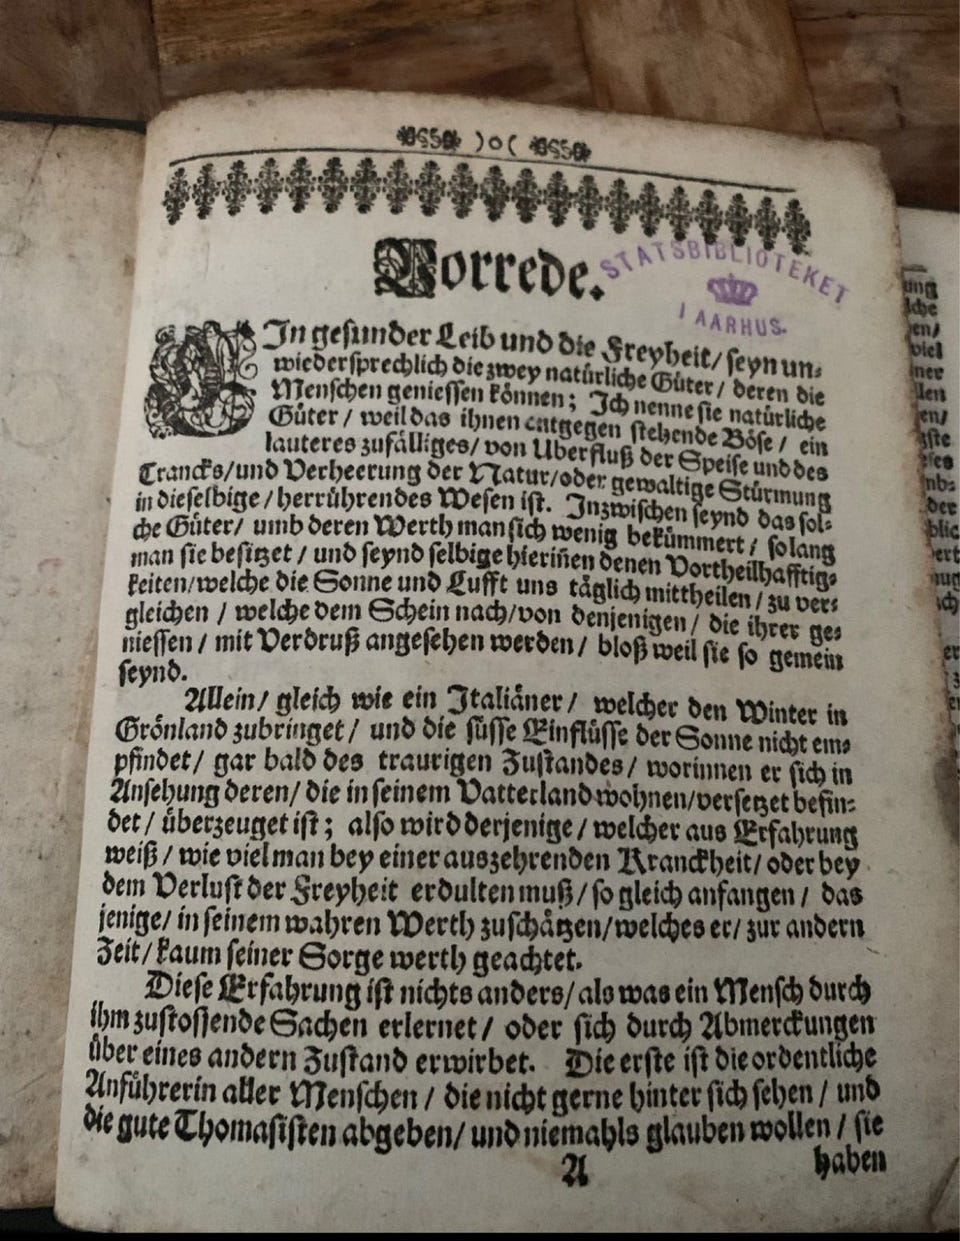 )o(
Vorrede.
STATSBIBLIOTEKET
I AARHUS.
EIn gesunder Leib und die Freyheit/ seyn un-
wiedersprechlich die zwey natürliche Güter/ deren die
Menschen geniessen können; Ich nenne sie natürliche
Güter/ weil das ihnen entgegen stehende Böse/ ein
lauteres zufälliges/ von Uberfluß der Speise und des
Trancks/und Verheerung der Natur/oder gewaltige Stürmung
in dieselbige/herrührendes Wesen ist. Inzwischen seynd das sol-
che Güter/ umb deren Werth man sich wenig bekümmert/ solang
man sie besitzet/ und seynd selbige hierin̄en denen Vortheilhafftig-
keiten/welche die Sonne und Lufft uns täglich mittheilen/ zu ver-
gleichen/ welche dem Schein nach/von denjenigen/ die ihrer ge-
niessen/ mit Verdruß angesehen werden/ bloß weil sie so gemein
seynd.
Allein/ gleich wie ein Italiäner/ welcher den Winter in
Grönland zubringet/ und die süsse Einflüsse der Sonne nicht em-
pfindet/ gar bald des traurigen Zustandes/ worinnen er sich in
Ansehung deren/ die in seinem Vatterland wohnen/versetzet befin-
det/ überzeuget ist; also wird derjenige/ welcher aus Erfahrung
weiß/ wie viel man bey einer auszehrenden Kranckheit/ oder bey
dem Verlust der Freyheit erdulten muß/ so gleich anfangen/ das
jenige/ in seinem wahren Werth zuschätzen/welches er/ zur andern
Zeit/ kaum seiner Sorge werth geachtet.
Diese Erfahrung ist nichts anders/ als was ein Mensch durch
ihm zustossende Sachen erlernet/ oder sich durch Abmerckungen
über eines andern Zustand erwirbet. Die erste ist die ordentliche
Anführerin aller Menschen/ die nicht gerne hinter sich sehen/ und
die gute Thomasisten abgeben/ und niemahls glauben wollen/ sie
A
haben